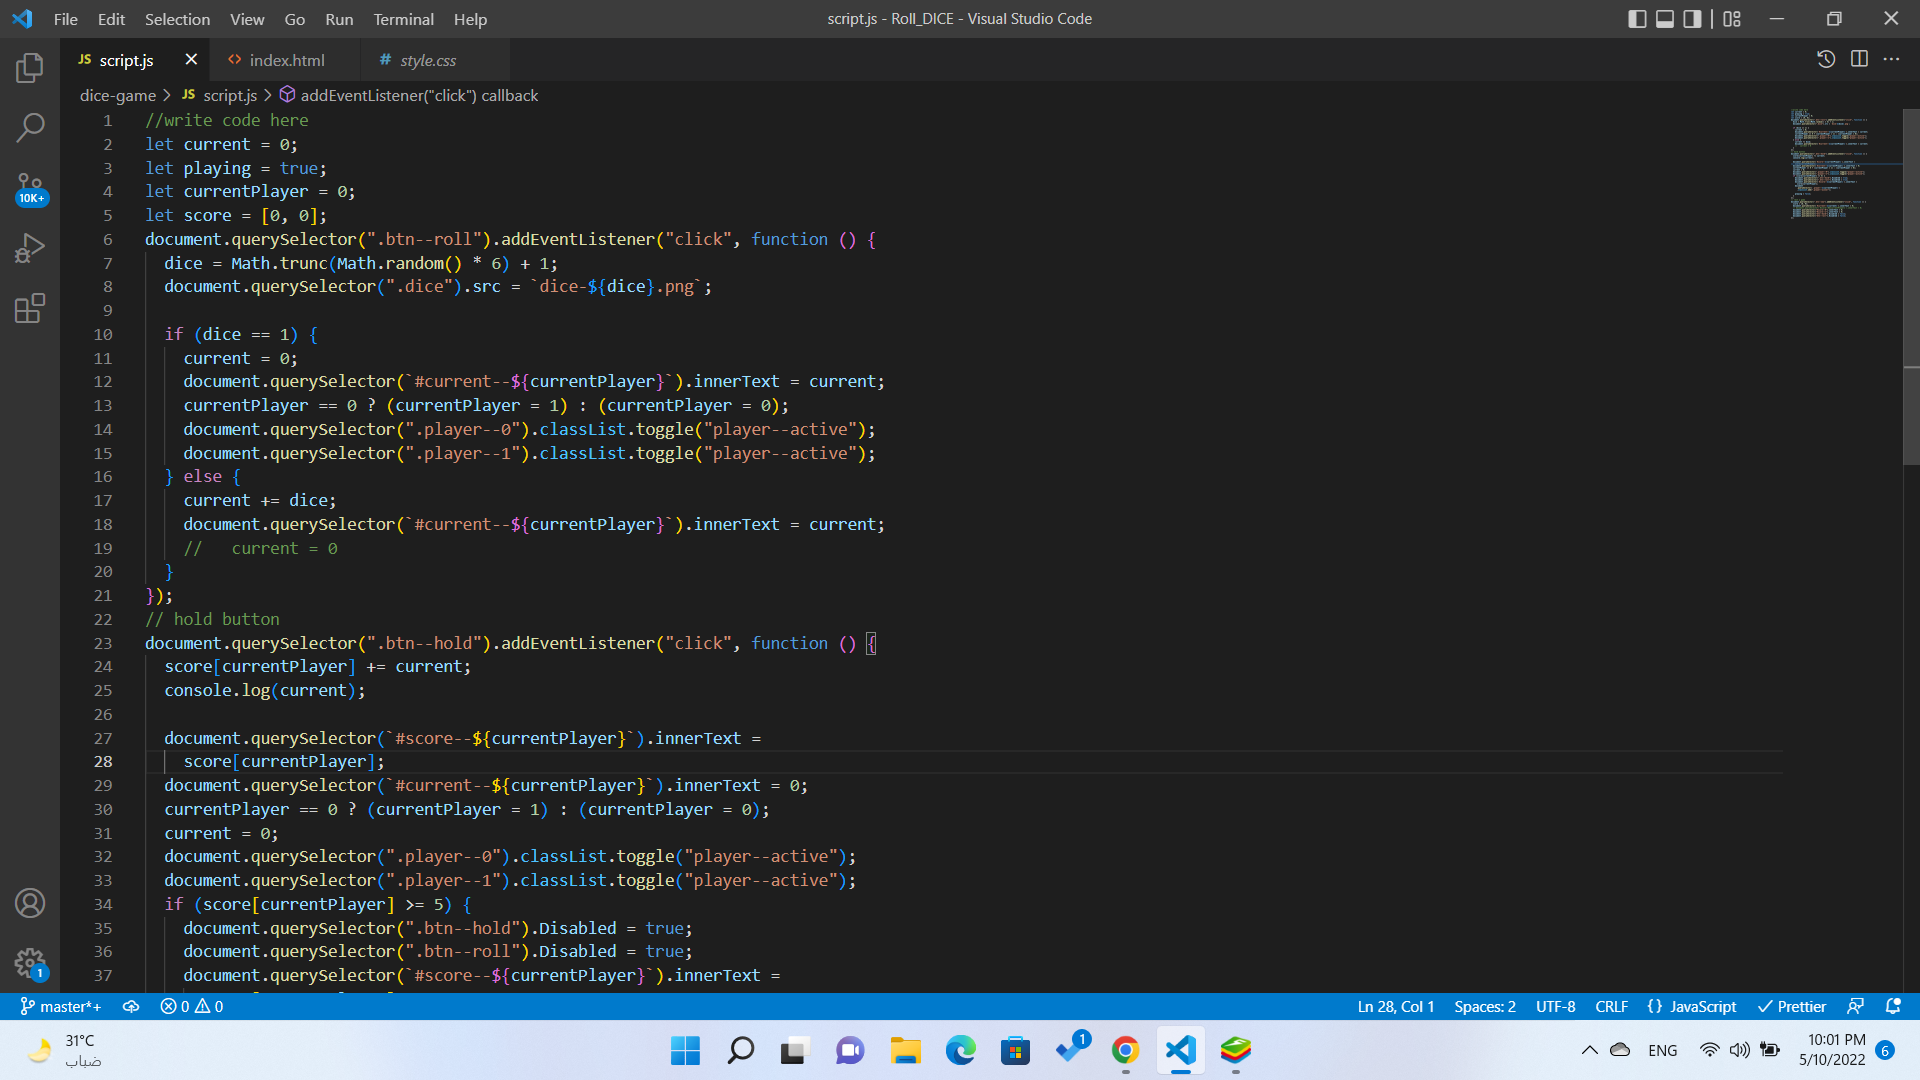 File Edit Selection View Go Run Terminal Help
script.js - Roll_DICE - Visual Studio Code
JS script.js
<> index.html
# style.css
dice-game > JS script.js > addEventListener("click") callback
1 //write code here
2 let current = 0;
3 let playing = true;
4 let currentPlayer = 0;
5 let score = [0, 0];
6 document.querySelector(".btn--roll").addEventListener("click", function () {
7 dice = Math.trunc(Math.random() * 6) + 1;
8 document.querySelector(".dice").src = `dice-${dice}.png`;
9
10 if (dice == 1) {
11 current = 0;
12 document.querySelector(`#current--${currentPlayer}`).innerText = current;
13 currentPlayer == 0 ? (currentPlayer = 1) : (currentPlayer = 0);
14 document.querySelector(".player--0").classList.toggle("player--active");
15 document.querySelector(".player--1").classList.toggle("player--active");
16 } else {
17 current += dice;
18 document.querySelector(`#current--${currentPlayer}`).innerText = current;
19 //   current = 0
20 }
21 });
22 // hold button
23 document.querySelector(".btn--hold").addEventListener("click", function () {
24 score[currentPlayer] += current;
25 console.log(current);
26
27 document.querySelector(`#score--${currentPlayer}`).innerText =
28 score[currentPlayer];
29 document.querySelector(`#current--${currentPlayer}`).innerText = 0;
30 currentPlayer == 0 ? (currentPlayer = 1) : (currentPlayer = 0);
31 current = 0;
32 document.querySelector(".player--0").classList.toggle("player--active");
33 document.querySelector(".player--1").classList.toggle("player--active");
34 if (score[currentPlayer] >= 5) {
35 document.querySelector(".btn--hold").Disabled = true;
36 document.querySelector(".btn--roll").Disabled = true;
37 document.querySelector(`#score--${currentPlayer}`).innerText =
10K+
1
master*+ 0 0
Ln 28, Col 1 Spaces: 2 UTF-8 CRLF {} JavaScript Prettier
31°C
ضباب
1
ENG
10:01 PM
5/10/2022
6